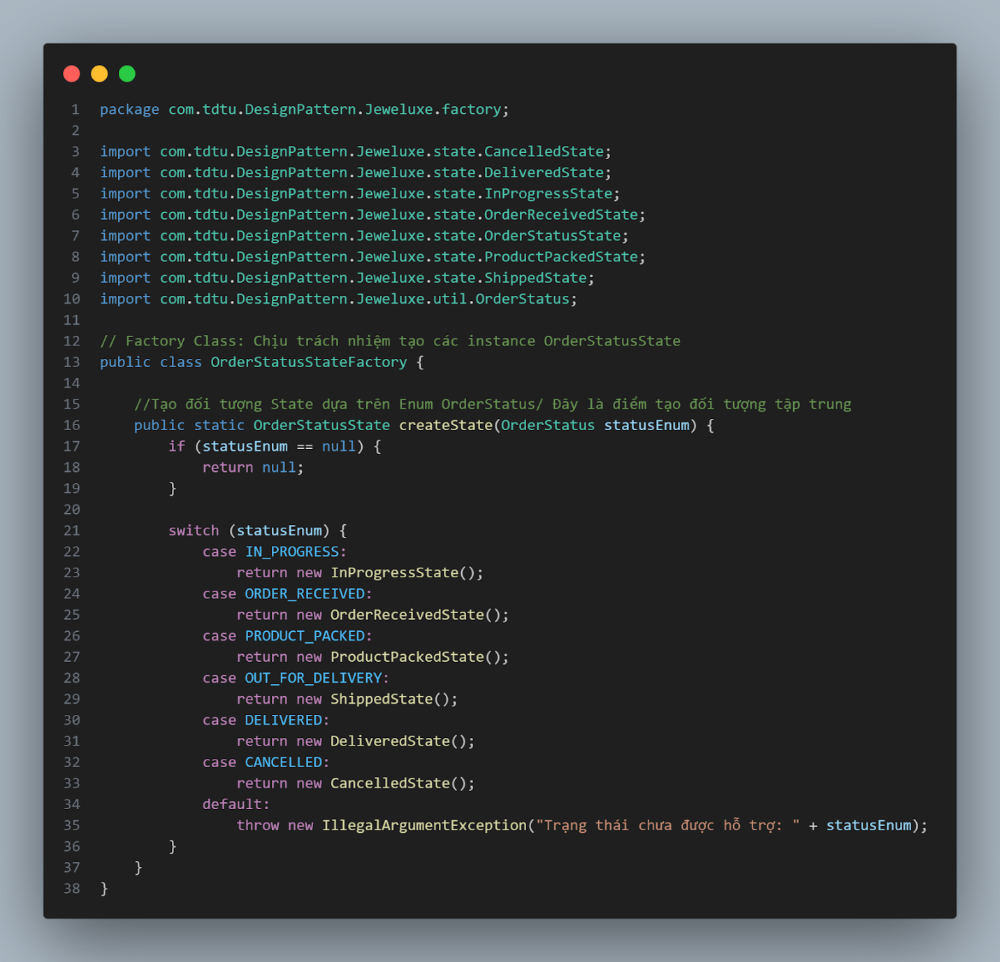 1 package com.tdtu.DesignPattern.Jeweluxe.factory;
2
3 import com.tdtu.DesignPattern.Jeweluxe.state.CancelledState;
4 import com.tdtu.DesignPattern.Jeweluxe.state.DeliveredState;
5 import com.tdtu.DesignPattern.Jeweluxe.state.InProgressState;
6 import com.tdtu.DesignPattern.Jeweluxe.state.OrderReceivedState;
7 import com.tdtu.DesignPattern.Jeweluxe.state.OrderStatusState;
8 import com.tdtu.DesignPattern.Jeweluxe.state.ProductPackedState;
9 import com.tdtu.DesignPattern.Jeweluxe.state.ShippedState;
10 import com.tdtu.DesignPattern.Jeweluxe.util.OrderStatus;
11
12 // Factory Class: Chịu trách nhiệm tạo các instance OrderStatusState
13 public class OrderStatusStateFactory {
14
15     //Tạo đối tượng State dựa trên Enum OrderStatus/ Đây là điểm tạo đối tượng tập trung
16     public static OrderStatusState createState(OrderStatus statusEnum) {
17         if (statusEnum == null) {
18             return null;
19         }
20
21         switch (statusEnum) {
22             case IN_PROGRESS:
23                 return new InProgressState();
24             case ORDER_RECEIVED:
25                 return new OrderReceivedState();
26             case PRODUCT_PACKED:
27                 return new ProductPackedState();
28             case OUT_FOR_DELIVERY:
29                 return new ShippedState();
30             case DELIVERED:
31                 return new DeliveredState();
32             case CANCELLED:
33                 return new CancelledState();
34             default:
35                 throw new IllegalArgumentException("Trạng thái chưa được hỗ trợ: " + statusEnum);
36         }
37     }
38 }